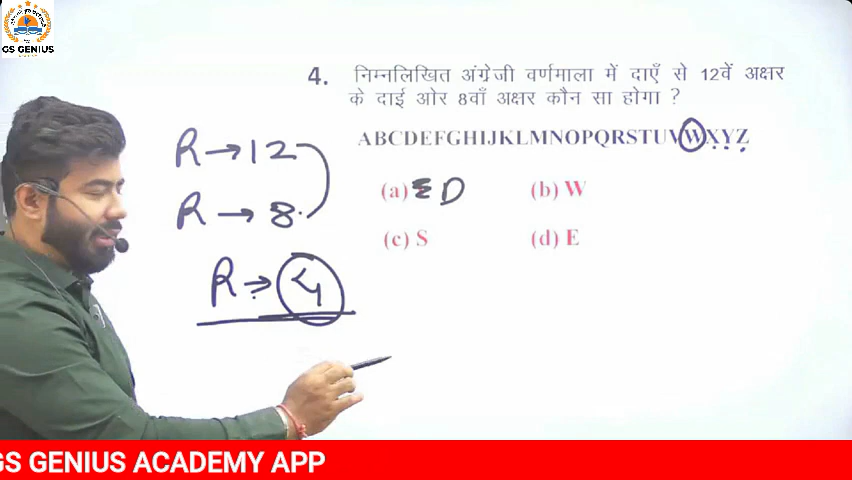 GS GENIUS
4. निम्नलिखित अंग्रेजी वर्णमाला में दाएँ से 12वें अक्षर
के दाई ओर 8वाँ अक्षर कौन सा होगा ?
ABCDEFGHIJKLMNOPQRSTUVWXYZ
(a) D
(b) W
(c) S
(d) E
R → 12
R → 8
R → 4
GS GENIUS ACADEMY APP